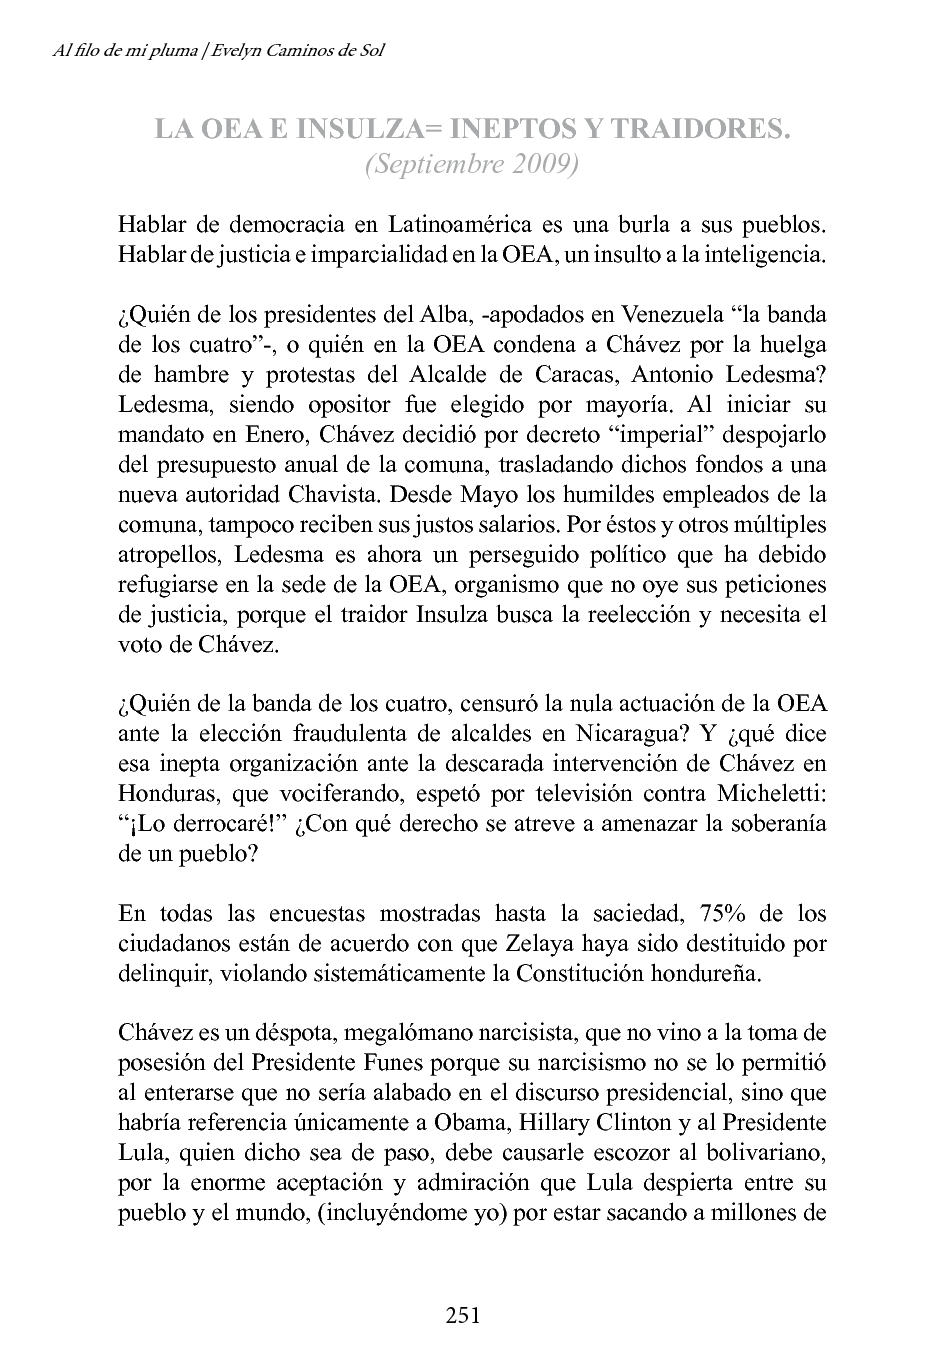 Al filo de mi pluma | Evelyn Caminos de Sol
LA OEA E INSULZA= INEPTOS Y TRAIDORES.
(Septiembre 2009)
Hablar de democracia en Latinoamérica es una burla a sus pueblos.
Hablar de justicia e imparcialidad en la OEA, un insulto a la inteligencia.
¿Quién de los presidentes del Alba, -apodados en Venezuela “la banda
de los cuatro”-, o quién en la OEA condena a Chávez por la huelga
de hambre y protestas del Alcalde de Caracas, Antonio Ledesma?
Ledesma, siendo opositor fue elegido por mayoría. Al iniciar su
mandato en Enero, Chávez decidió por decreto “imperial” despojarlo
del presupuesto anual de la comuna, trasladando dichos fondos a una
nueva autoridad Chavista. Desde Mayo los humildes empleados de la
comuna, tampoco reciben sus justos salarios. Por éstos y otros múltiples
atropellos, Ledesma es ahora un perseguido político que ha debido
refugiarse en la sede de la OEA, organismo que no oye sus peticiones
de justicia, porque el traidor Insulza busca la reelección y necesita el
voto de Chávez.
¿Quién de la banda de los cuatro, censuró la nula actuación de la OEA
ante la elección fraudulenta de alcaldes en Nicaragua? Y ¿qué dice
esa inepta organización ante la descarada intervención de Chávez en
Honduras, que vociferando, espetó por televisión contra Micheletti:
“¡Lo derrocaré!” ¿Con qué derecho se atreve a amenazar la soberanía
de un pueblo?
En todas las encuestas mostradas hasta la saciedad, 75% de los
ciudadanos están de acuerdo con que Zelaya haya sido destituido por
delinquir, violando sistemáticamente la Constitución hondureña.
Chávez es un déspota, megalómano narcisista, que no vino a la toma de
posesión del Presidente Funes porque su narcisismo no se lo permitió
al enterarse que no sería alabado en el discurso presidencial, sino que
habría referencia únicamente a Obama, Hillary Clinton y al Presidente
Lula, quien dicho sea de paso, debe causarle escozor al bolivariano,
por la enorme aceptación y admiración que Lula despierta entre su
pueblo y el mundo, (incluyéndome yo) por estar sacando a millones de
251